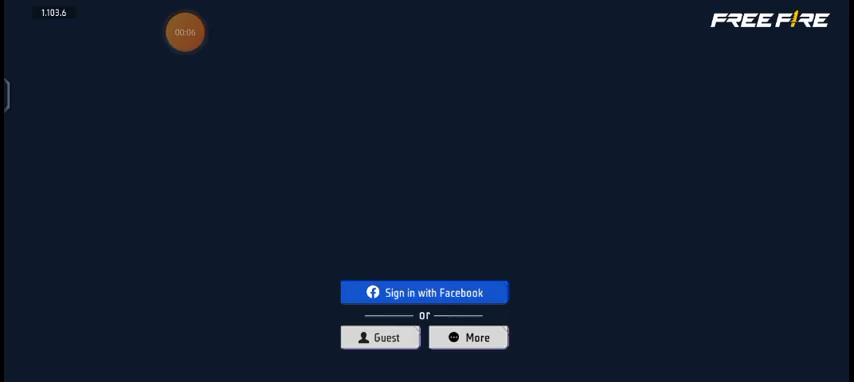 1.103.6
00:06
FREE FIRE
Sign in with Facebook
or
Guest
More